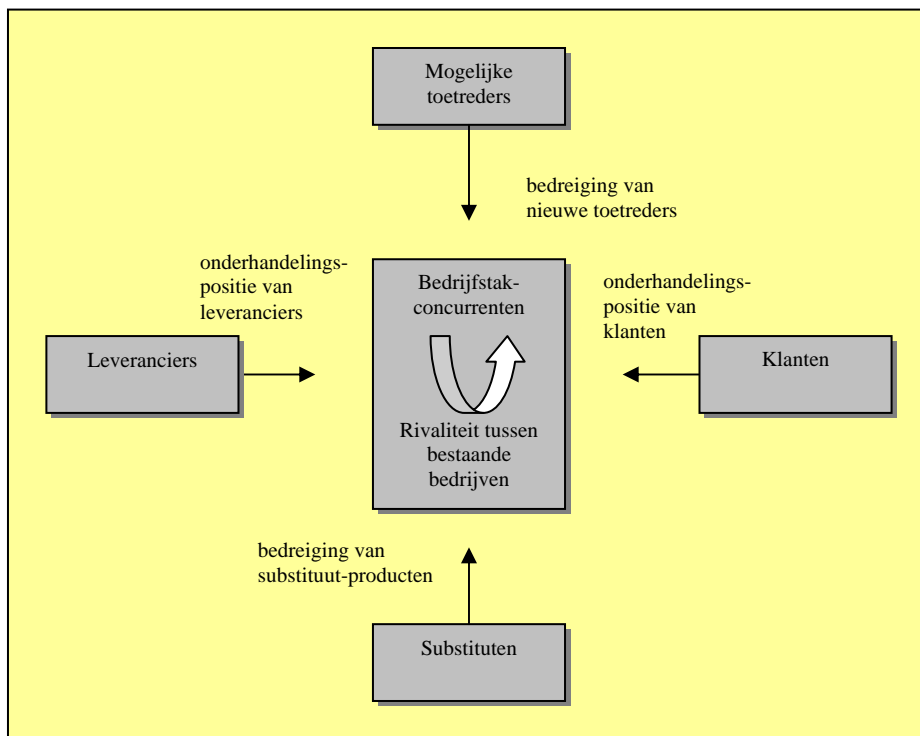 Mogelijke
toetreders
bedreiging van
nieuwe toetreders
onderhandelings-
positie van
leveranciers
Bedrijfstak-
concurrenten
onderhandelings-
positie van
klanten
Leveranciers
Klanten
Rivaliteit tussen
bestaande
bedrijven
bedreiging van
substituut-producten
Substituten